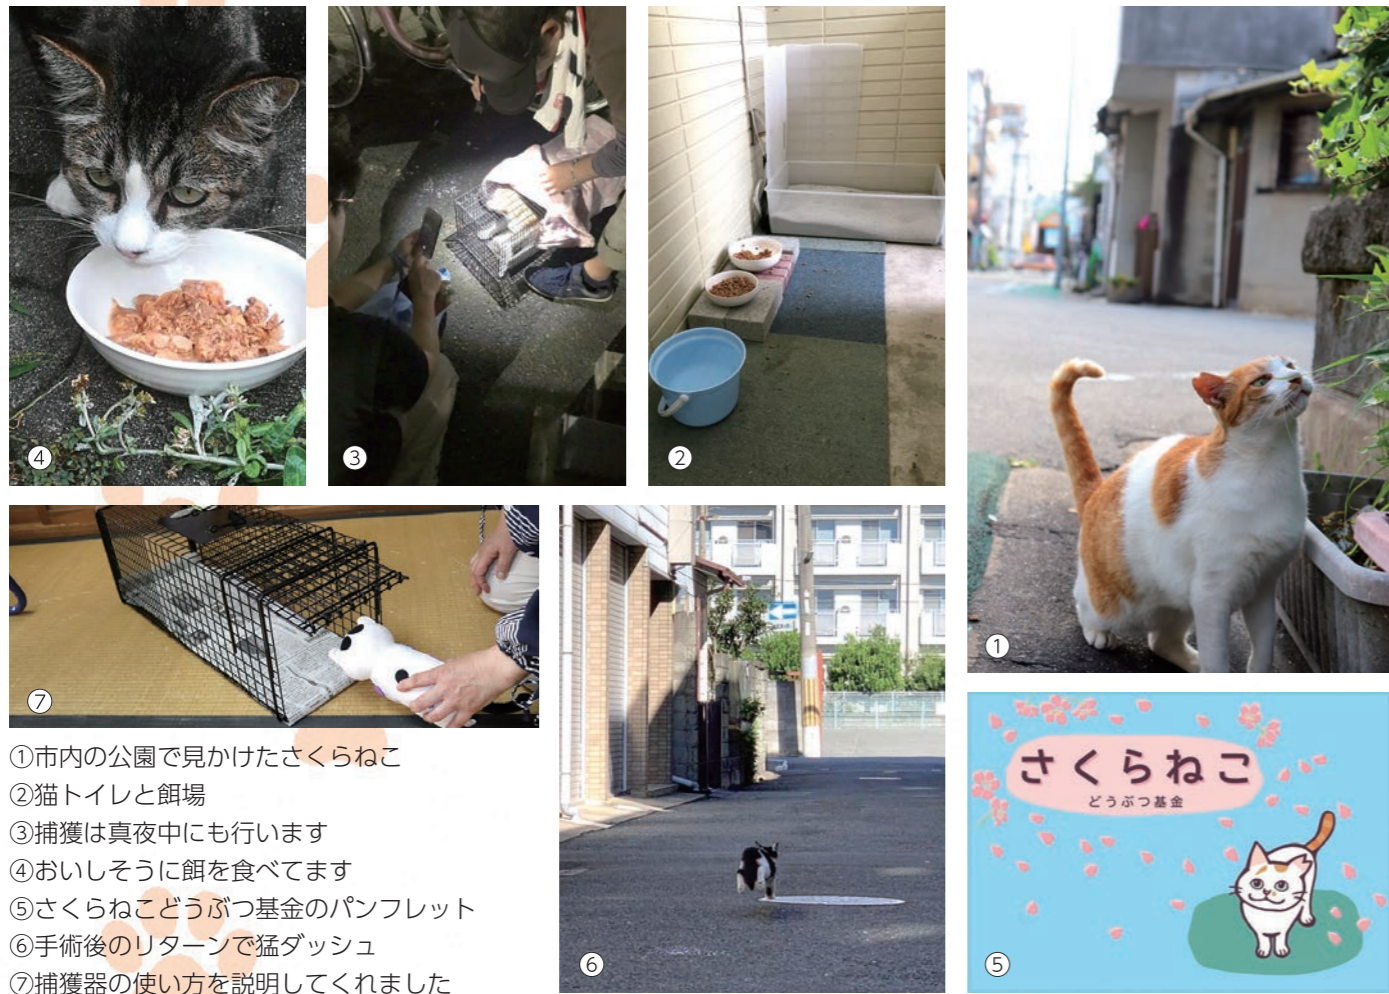 ④
③
②
①
⑦
⑥
さくらねこ
どうぶつ基金
⑤
①市内の公園で見かけたさくらねこ
②猫トイレと餌場
③捕獲は真夜中にも行います
④おいしそうに餌を食べてます
⑤さくらねこどうぶつ基金のパンフレット
⑥手術後のリターンで猛ダッシュ
⑦捕獲器の使い方を説明してくれました